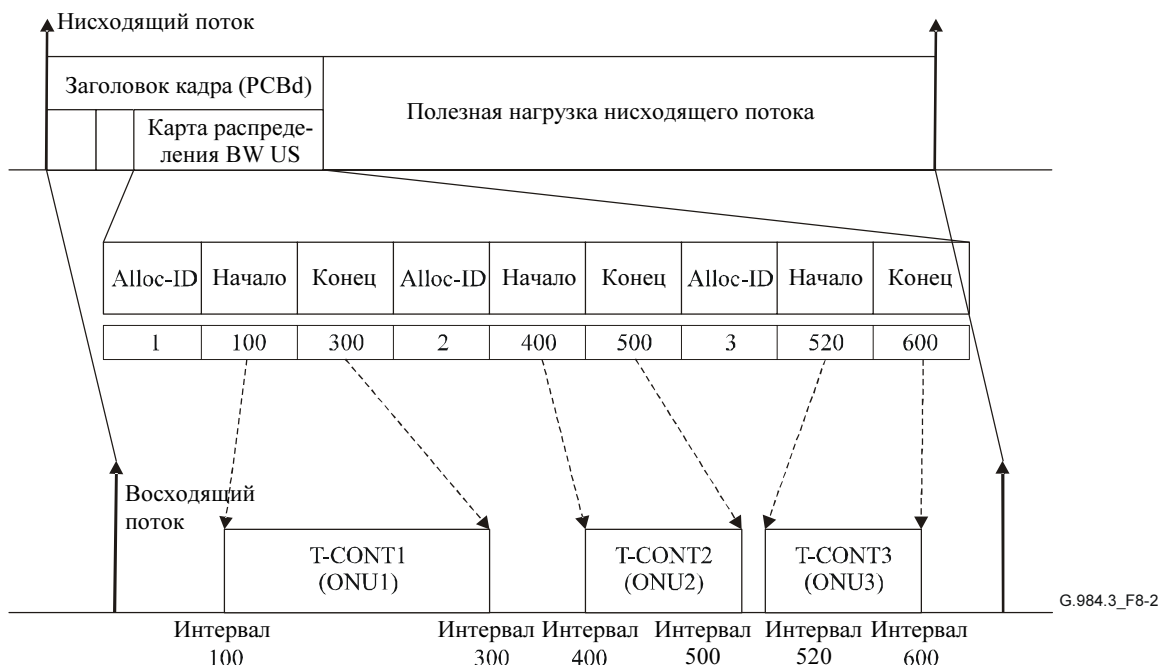 Нисходящий поток
Заголовок кадра (PCBd)
Полезная нагрузка нисходящего потока
Карта распреде-
ления BW US
Alloc-ID Начало Конец Alloc-ID Начало Конец Alloc-ID Начало Конец
1 100 300 2 400 500 3 520 600
Восходящий
поток
T-CONT1
(ONU1)
T-CONT2
(ONU2)
T-CONT3
(ONU3)
G.984.3_F8-2
Интервал
100
Интервал
300
Интервал
400
Интервал
500
Интервал
520
Интервал
600